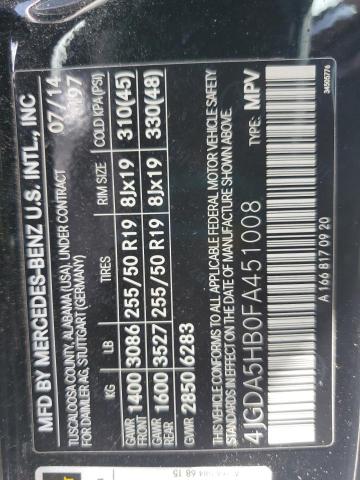 MFD BY MERCEDES-BENZ U.S. INTL., INC
TUSCALOOSA COUNTY, ALABAMA (USA), UNDER CONTRACT 07/14
FOR DAIMLER AG, STUTTGART (GERMANY) 197
KG LB TIRES RIM SIZE COLD KPA(PSI)
GAWR FRONT 1400 3086 255/50 R19 8Jx19 310(45)
GAWR REAR 1600 3527 255/50 R19 8Jx19 330(48)
GVWR 2850 6283
THIS VEHICLE CONFORMS TO ALL APPLICABLE FEDERAL MOTOR VEHICLE SAFETY
STANDARDS IN EFFECT ON THE DATE OF MANUFACTURE SHOWN ABOVE.
4JGDA5HB0FA451008 TYPE: MPV
A 166 817 09 20 34505776